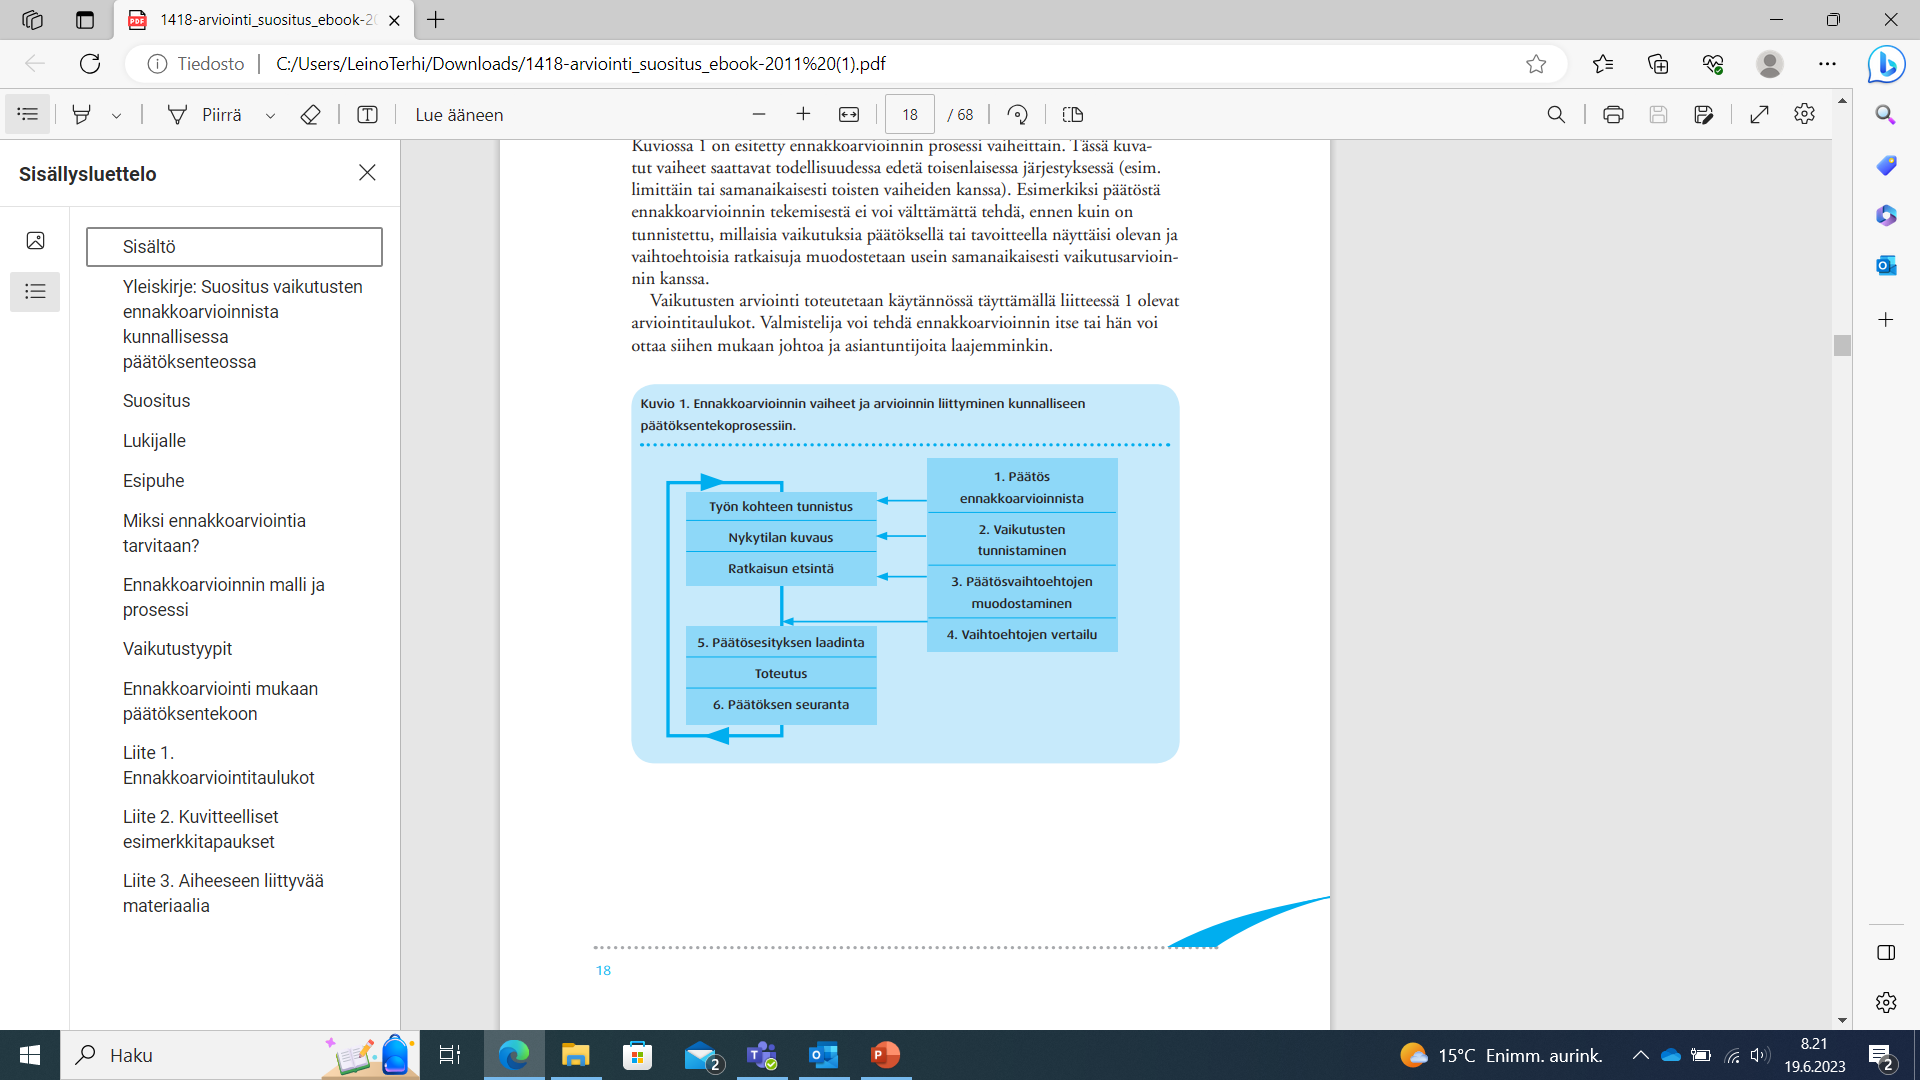 1418-arviointi_suositus_ebook-20
Tiedosto
C:/Users/LeinoTerhi/Downloads/1418-arviointi_suositus_ebook-2011%20(1).pdf
Piirrä
Lue ääneen
18 / 68
Sisällysluettelo
Sisältö
Yleiskirje: Suositus vaikutusten
ennakkoarvioinnista
kunnallisessa
päätöksenteossa
Suositus
Lukijalle
Esipuhe
Miksi ennakkoarviointia
tarvitaan?
Ennakkoarvioinnin malli ja
prosessi
Vaikutustyypit
Ennakkoarviointi mukaan
päätöksentekoon
Liite 1.
Ennakkoarviointitaulukot
Liite 2. Kuvitteelliset
esimerkkitapaukset
Liite 3. Aiheeseen liittyvää
materiaalia
Kuviossa 1 on esitetty ennakkoarvioinnin prosessi vaiheittain. Tässä kuva-
tut vaiheet saattavat todellisuudessa edetä toisenlaisessa järjestyksessä (esim.
limittäin tai samanaikaisesti toisten vaiheiden kanssa). Esimerkiksi päätöstä
ennakkoarvioinnin tekemisestä ei voi välttämättä tehdä, ennen kuin on
tunnistettu, millaisia vaikutuksia päätöksellä tai tavoitteella näyttäisi olevan ja
vaihtoehtoisia ratkaisuja muodostetaan usein samanaikaisesti vaikutusarvioin-
nin kanssa.
Vaikutusten arviointi toteutetaan käytännössä täyttämällä liitteessä 1 olevat
arviointitaulukot. Valmistelija voi tehdä ennakkoarvioinnin itse tai hän voi
ottaa siihen mukaan johtoa ja asiantuntijoita laajemminkin.
Kuvio 1. Ennakkoarvioinnin vaiheet ja arvioinnin liittyminen kunnalliseen
päätöksentekoprosessiin.
Työn kohteen tunnistus
Nykytilan kuvaus
Ratkaisun etsintä
1. Päätös
ennakkoarvioinnista
2. Vaikutusten
tunnistaminen
3. Päätösvaihtoehtojen
muodostaminen
4. Vaihtoehtojen vertailu
5. Päätösesityksen laadinta
Toteutus
6. Päätöksen seuranta
18
Haku
2
15°C Enimm. aurink.
8.21
19.6.2023
2